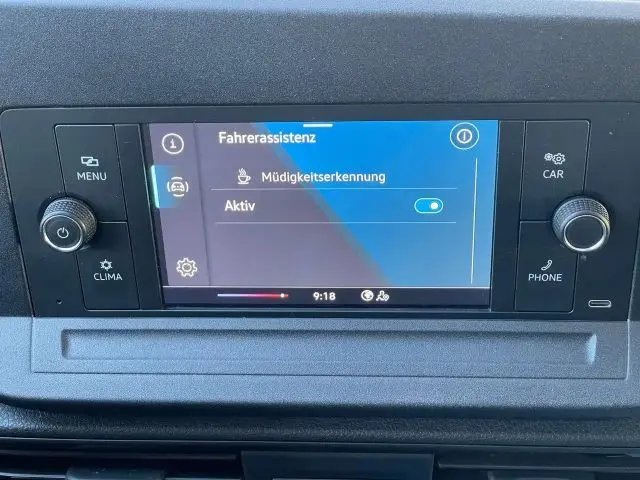 Fahrerassistenz
MENU
CAR
Müdigkeitserkennung
Aktiv
CLIMA
PHONE
9:18